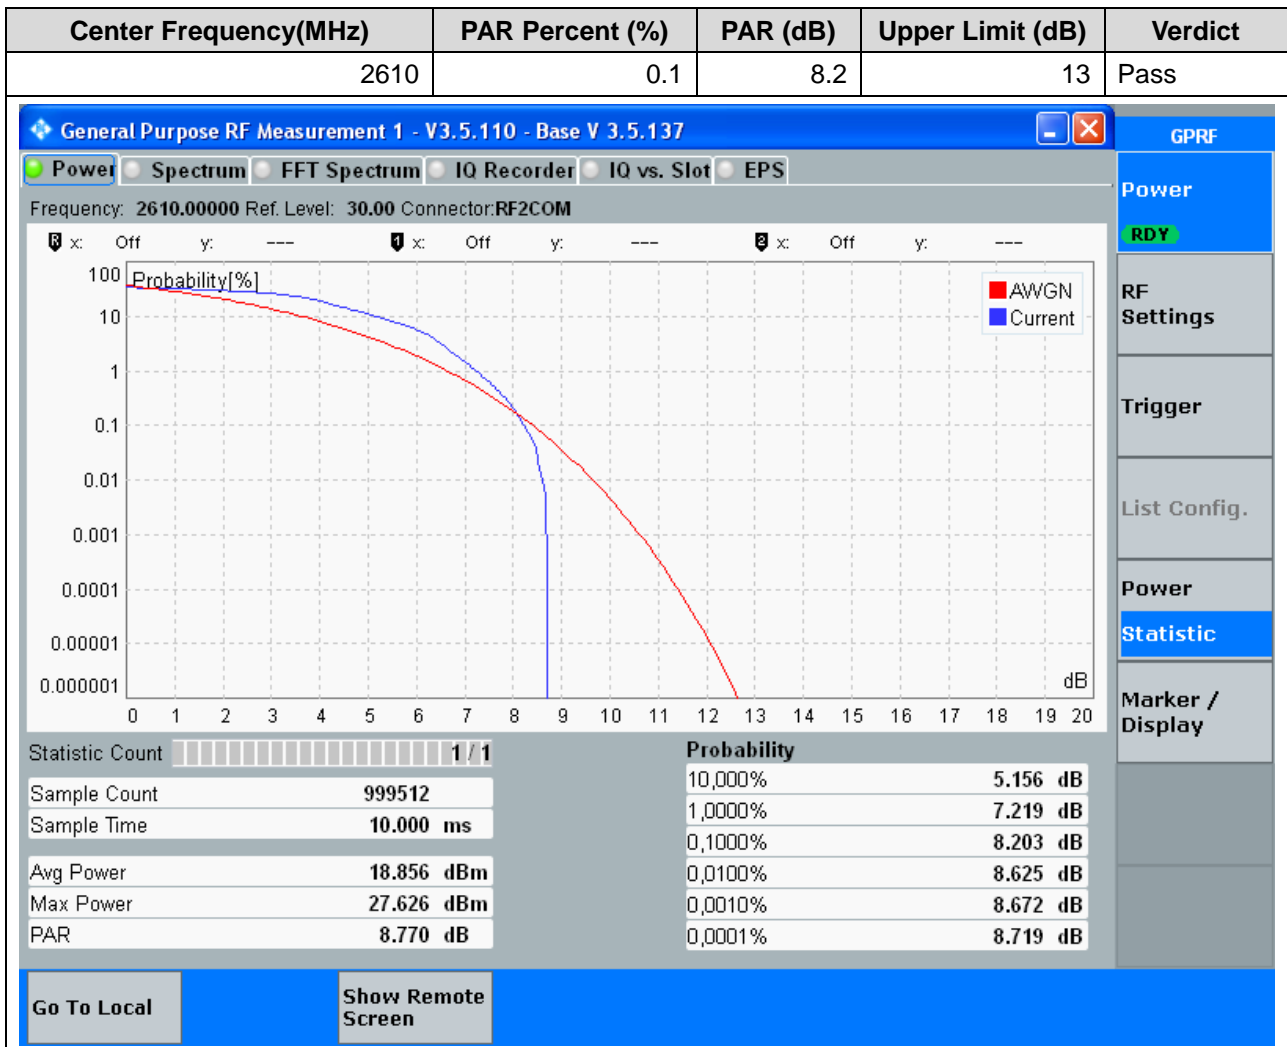 Center Frequency(MHz) PAR Percent (%) PAR (dB) Upper Limit (dB) Verdict
2610 0.1 8.2 13 Pass
General Purpose RF Measurement 1 - V3.5.110 - Base V 3.5.137
GPRF
Power Spectrum FFT Spectrum IQ Recorder IQ vs. Slot EPS
Frequency: 2610.00000 Ref. Level: 30.00 Connector:RF2COM
Power
RDY
R x: Off y: --- 1 x: Off y: --- 2 x: Off y: ---
Probability[%]
AWGN
Current
100
10
1
0.1
0.01
0.001
0.0001
0.00001
0.000001
dB
0 1 2 3 4 5 6 7 8 9 10 11 12 13 14 15 16 17 18 19 20
RF
Settings
Trigger
List Config.
Power
Statistic
Marker /
Display
Statistic Count 1 / 1
Sample Count 999512
Sample Time 10.000 ms
Avg Power 18.856 dBm
Max Power 27.626 dBm
PAR 8.770 dB
Probability
10,000% 5.156 dB
1,0000% 7.219 dB
0,1000% 8.203 dB
0,0100% 8.625 dB
0,0010% 8.672 dB
0,0001% 8.719 dB
Go To Local
Show Remote
Screen